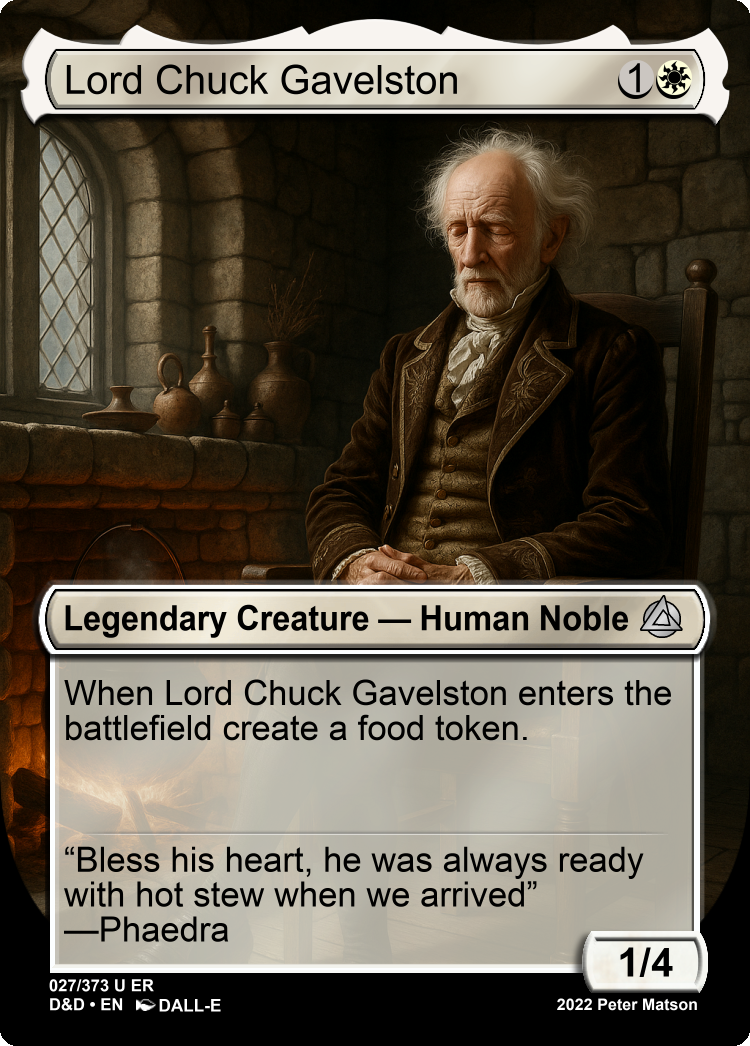 Lord Chuck Gavelston 1
Legendary Creature — Human Noble
When Lord Chuck Gavelston enters the
battlefield create a food token.
“Bless his heart, he was always ready
with hot stew when we arrived”
—Phaedra
1/4
027/373 U ER
D&D • EN DALL-E
2022 Peter Matson